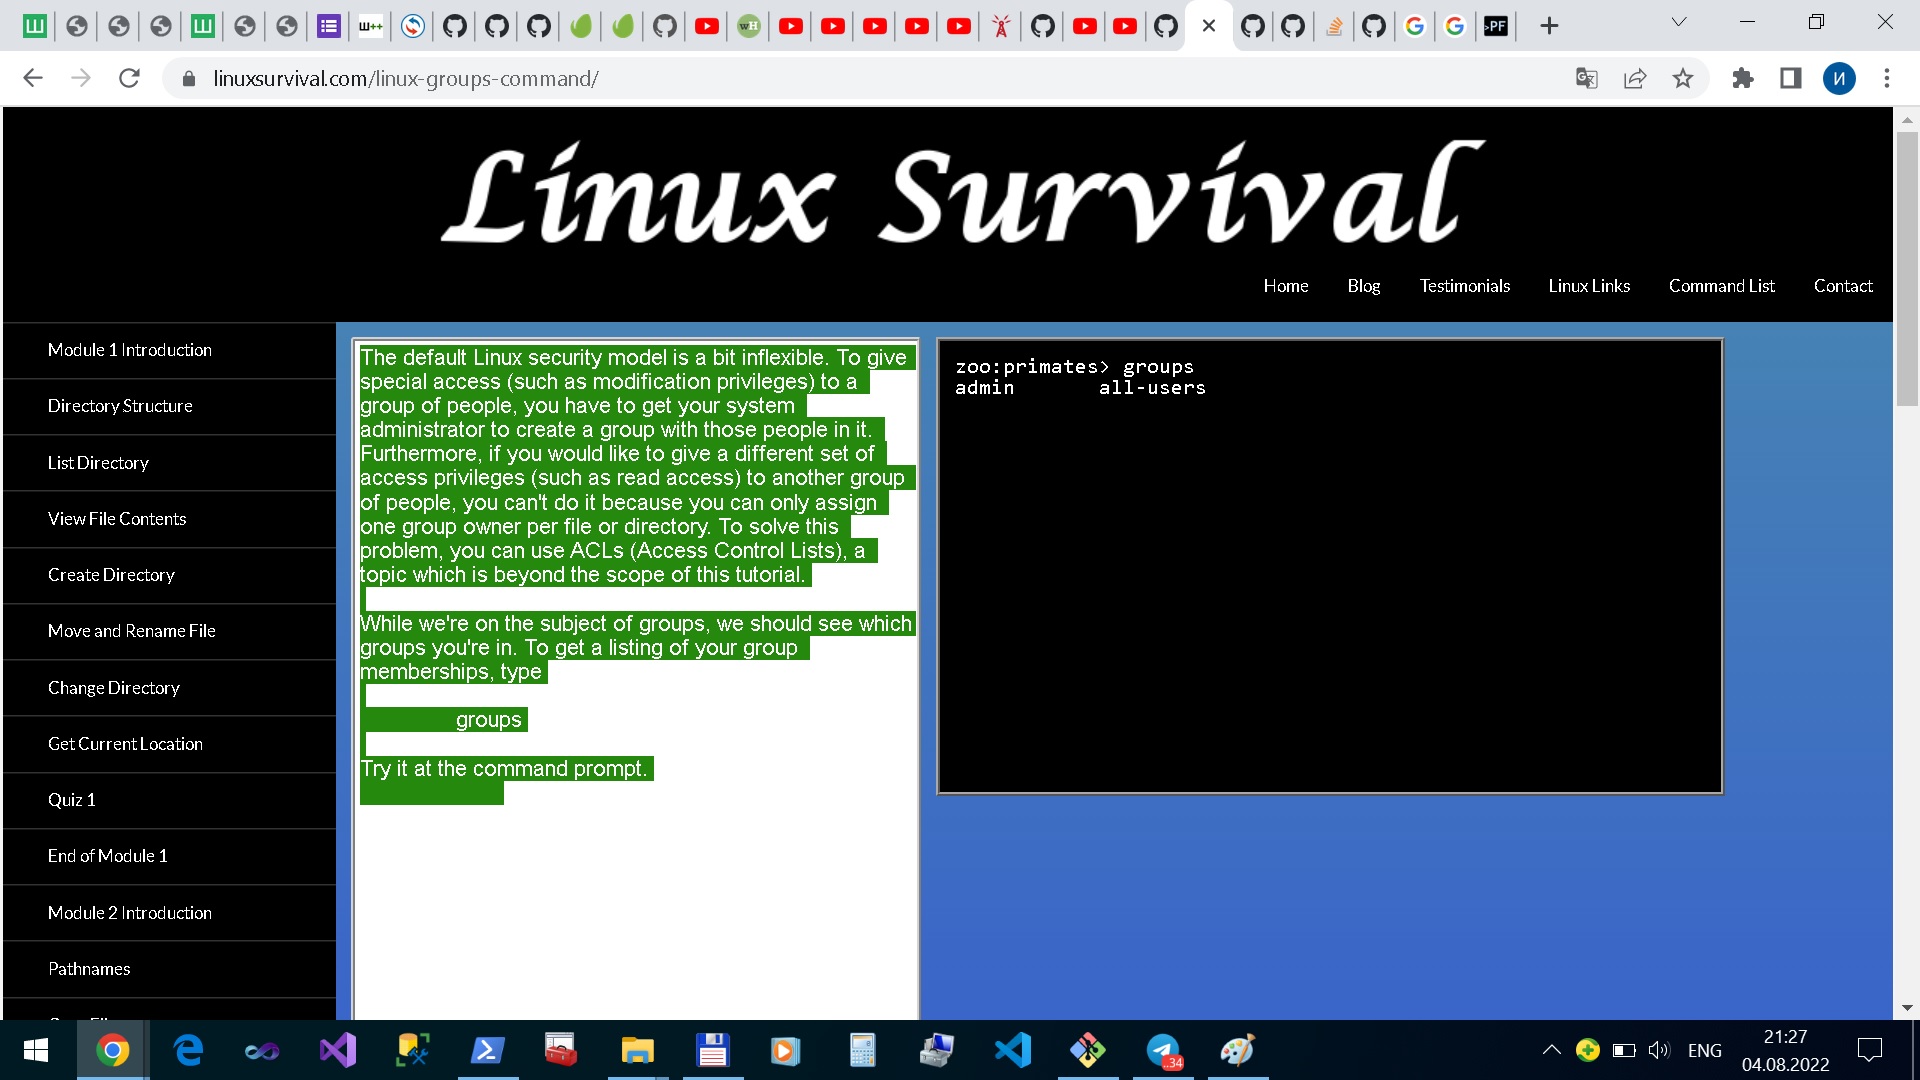 W++
wH
>PF
linuxsurvival.com/linux-groups-command/
И
Linux Survival
Home Blog Testimonials Linux Links Command List Contact
Module 1 Introduction
Directory Structure
List Directory
View File Contents
Create Directory
Move and Rename File
Change Directory
Get Current Location
Quiz 1
End of Module 1
Module 2 Introduction
Pathnames
The default Linux security model is a bit inflexible. To give
special access (such as modification privileges) to a
group of people, you have to get your system
administrator to create a group with those people in it.
Furthermore, if you would like to give a different set of
access privileges (such as read access) to another group
of people, you can't do it because you can only assign
one group owner per file or directory. To solve this
problem, you can use ACLs (Access Control Lists), a
topic which is beyond the scope of this tutorial.
While we're on the subject of groups, we should see which
groups you're in. To get a listing of your group
memberships, type
groups
Try it at the command prompt.
zoo:primates> groups
admin all-users
..34
ENG
21:27
04.08.2022